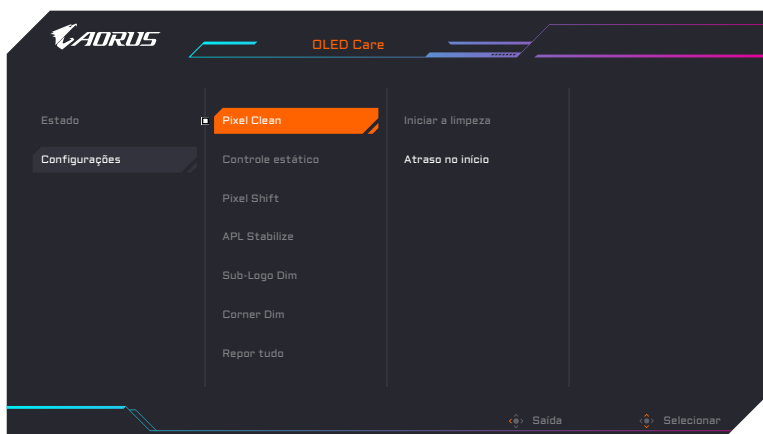 AORUS
OLED Care
Estado
Configurações
Pixel Clean
Controle estático
Pixel Shift
APL Stabilize
Sub-Logo Dim
Corner Dim
Repor tudo
Iniciar a limpeza
Atraso no início
Saída
Selecionar